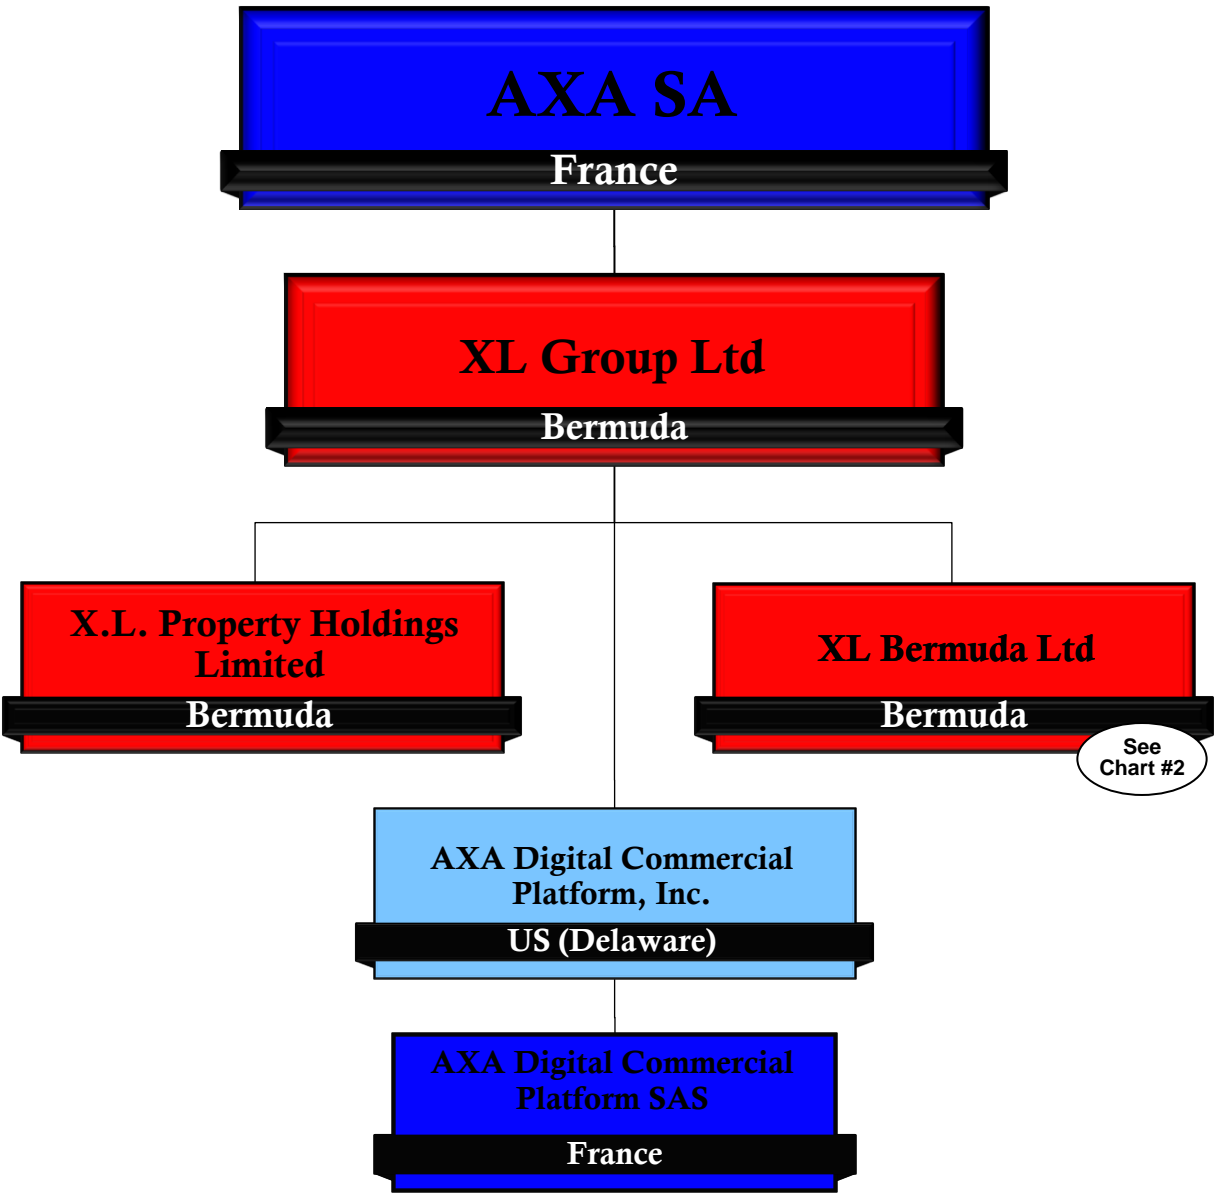 AXA SA
France
XL Group Ltd
Bermuda
X.L. Property Holdings
Limited
Bermuda
XL Bermuda Ltd
Bermuda
See
Chart #2
AXA Digital Commercial
Platform, Inc.
US (Delaware)
AXA Digital Commercial
Platform SAS
France